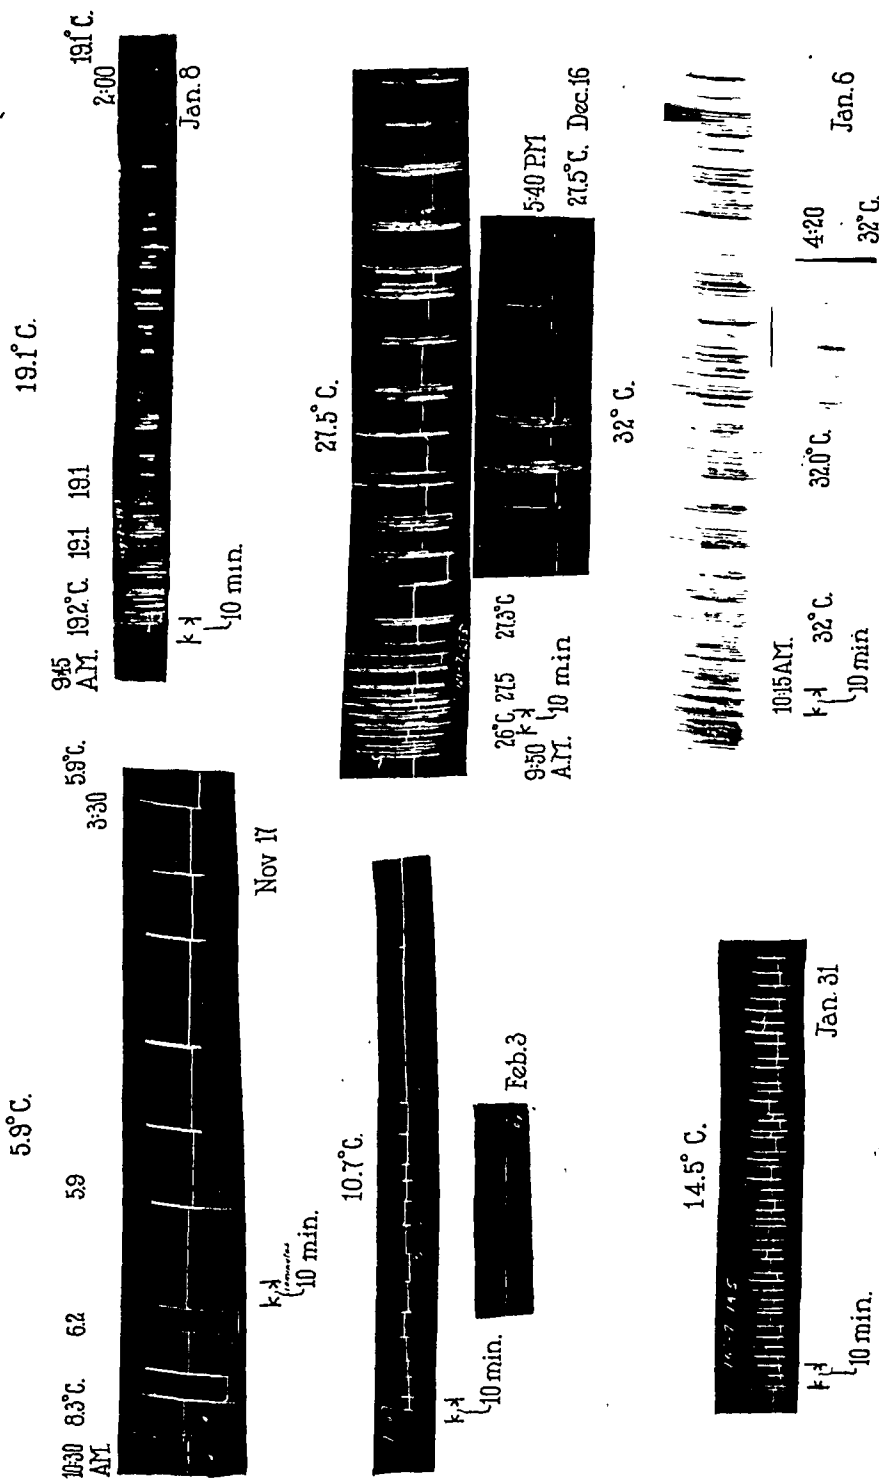 5.9°C.
10:30 A.M. 8.3°C. 6.2 5.9 3:30 5.9°C.
10 min.
Nov 17
19.1°C.
9:45 A.M. 19.2°C. 19.1 19.1 2:00 19.1°C.
10 min.
Jan. 8
10.7°C.
10 min.
Feb. 3
27.5°C.
26°C, 27.5 27.3°C
9:50 A.M.
10 min
5:40 P.M
27.5°C. Dec. 16
14.5°C.
10 min.
Jan. 31
32°C.
10:15 A.M. 32°C. 32.0°C. 4:20 32°C.
10 min
Jan. 6